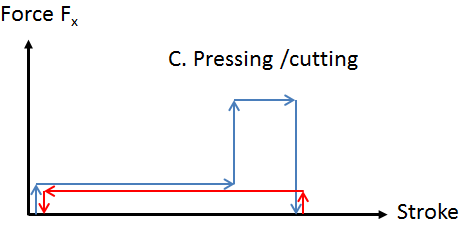 Force Fx
C. Pressing /cutting
Stroke